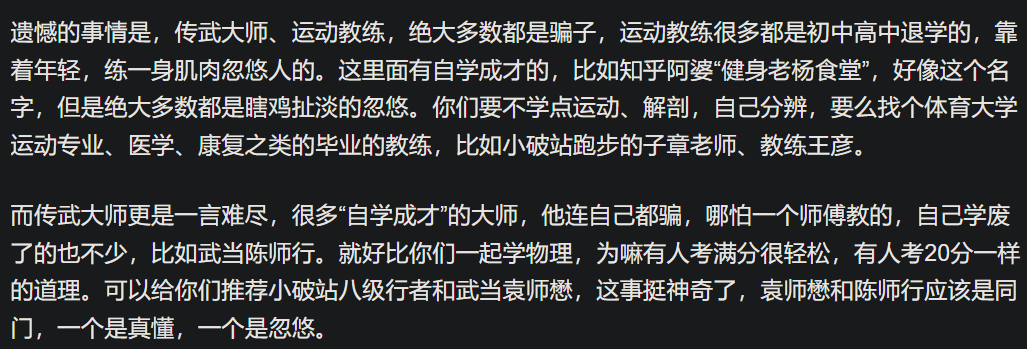 遗憾的事情是，传武大师、运动教练，绝大多数都是骗子，运动教练很多都是初中高中退学的，靠
着年轻，练一身肌肉忽悠人的。这里面有自学成才的，比如知乎阿婆“健身老杨食堂”，好像这个名
字，但是绝大多数都是瞎鸡扯淡的忽悠。你们要不学点运动、解剖，自己分辨，要么找个体育大学
运动专业、医学、康复之类的毕业的教练，比如小破站跑步的子章老师、教练王彦。
而传武大师更是一言难尽，很多“自学成才”的大师，他连自己都骗，哪怕一个师傅教的，自己学废
了的也不少，比如武当陈师行。就好比你们一起学物理，为嘛有人考满分很轻松，有人考20分一样
的道理。可以给你们推荐小破站八级行者和武当袁师懋，这事挺神奇了，袁师懋和陈师行应该是同
门，一个是真懂，一个是忽悠。